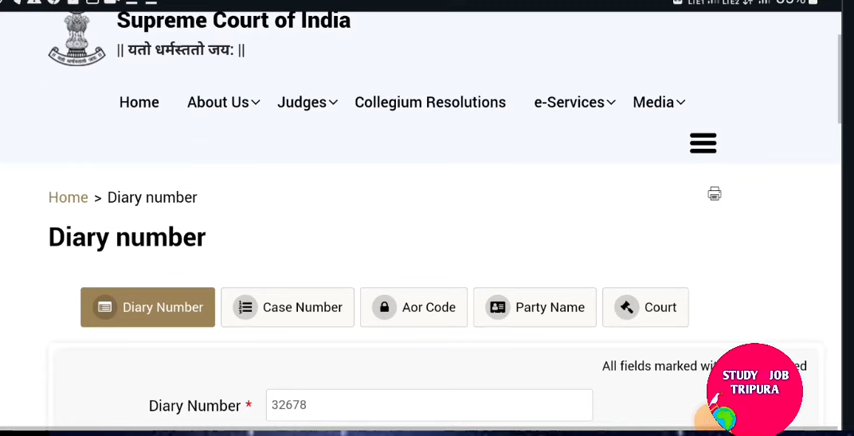 LTE1 LTE2
Supreme Court of India
|| यतो धर्मस्ततो जय: ||
Home About Us Judges Collegium Resolutions e-Services Media
Home > Diary number
Diary number
Diary Number Case Number Aor Code Party Name Court
All fields marked
Diary Number * 32678
STUDY JOB
TRIPURA